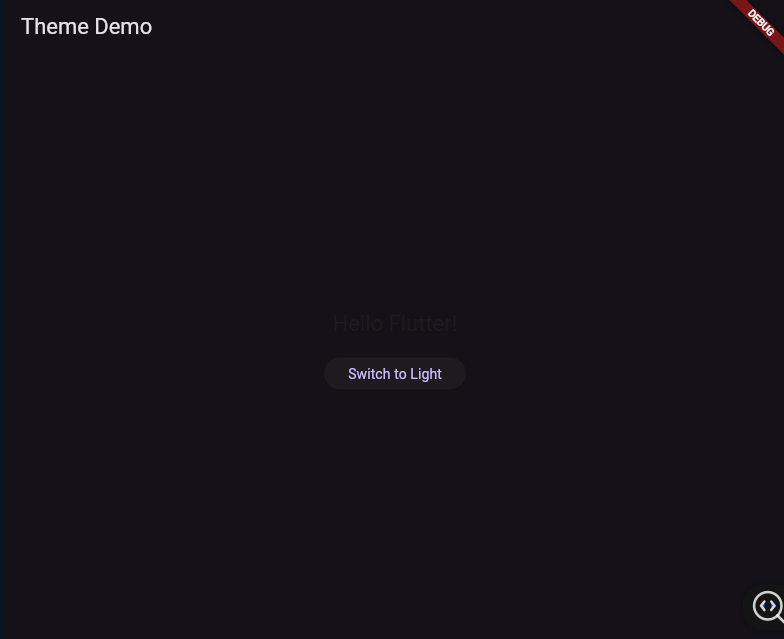 Theme Demo
DEBUG
Hello Flutter!
Switch to Light